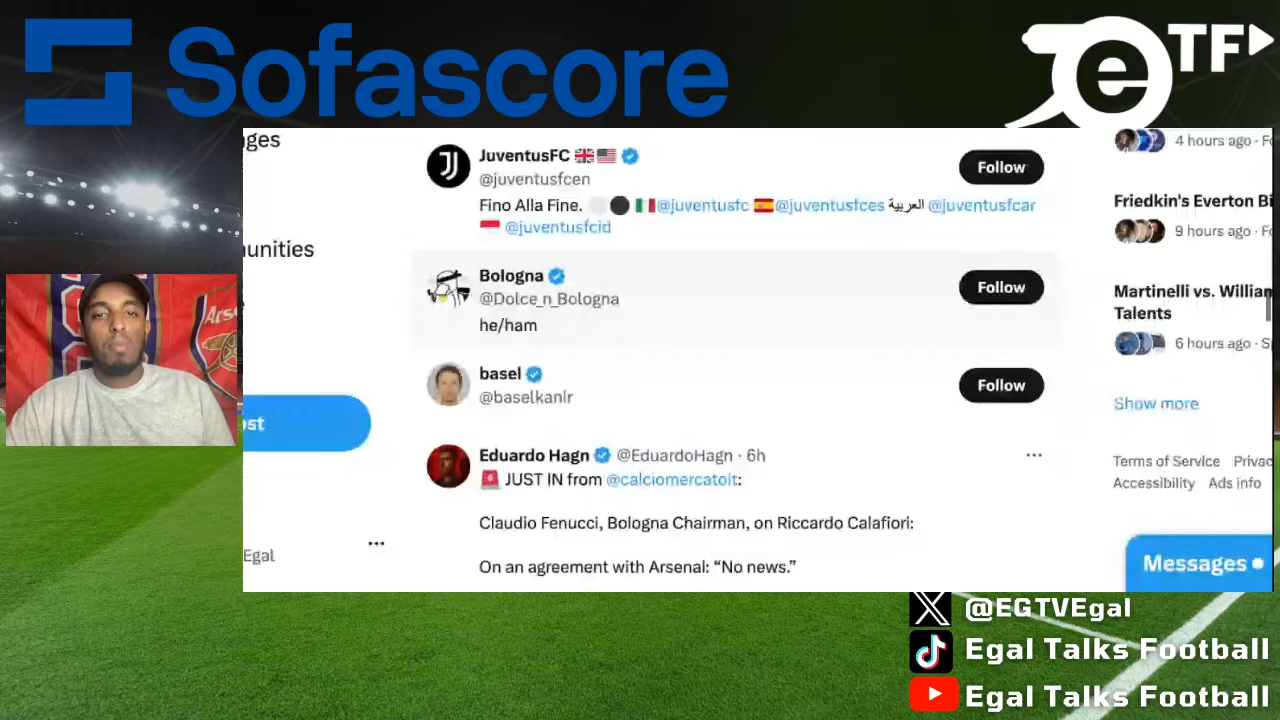 Sofascore
e TF
ges
JuventusFC
Follow
@juventusfcen
Fino Alla Fine. @juventusfc @juventusfces العربية @juventusfcar
@juventusfcid
unities
Bologna
Follow
@Dolce_n_Bologna
he/ham
basel
Follow
@baselkanir
st
Eduardo Hagn @EduardoHagn · 6h
JUST IN from @calciomercatoit:
Claudio Fenucci, Bologna Chairman, on Riccardo Calafiori:
On an agreement with Arsenal: “No news.”
Egal
4 hours ago ·
Friedkin's Everton
9 hours ago ·
Martinelli vs. William
Talents
6 hours ago ·
Show more
Terms of Service
Accessibility Ads info
Messages
@EGTVEgal
Egal Talks Football
Egal Talks Football